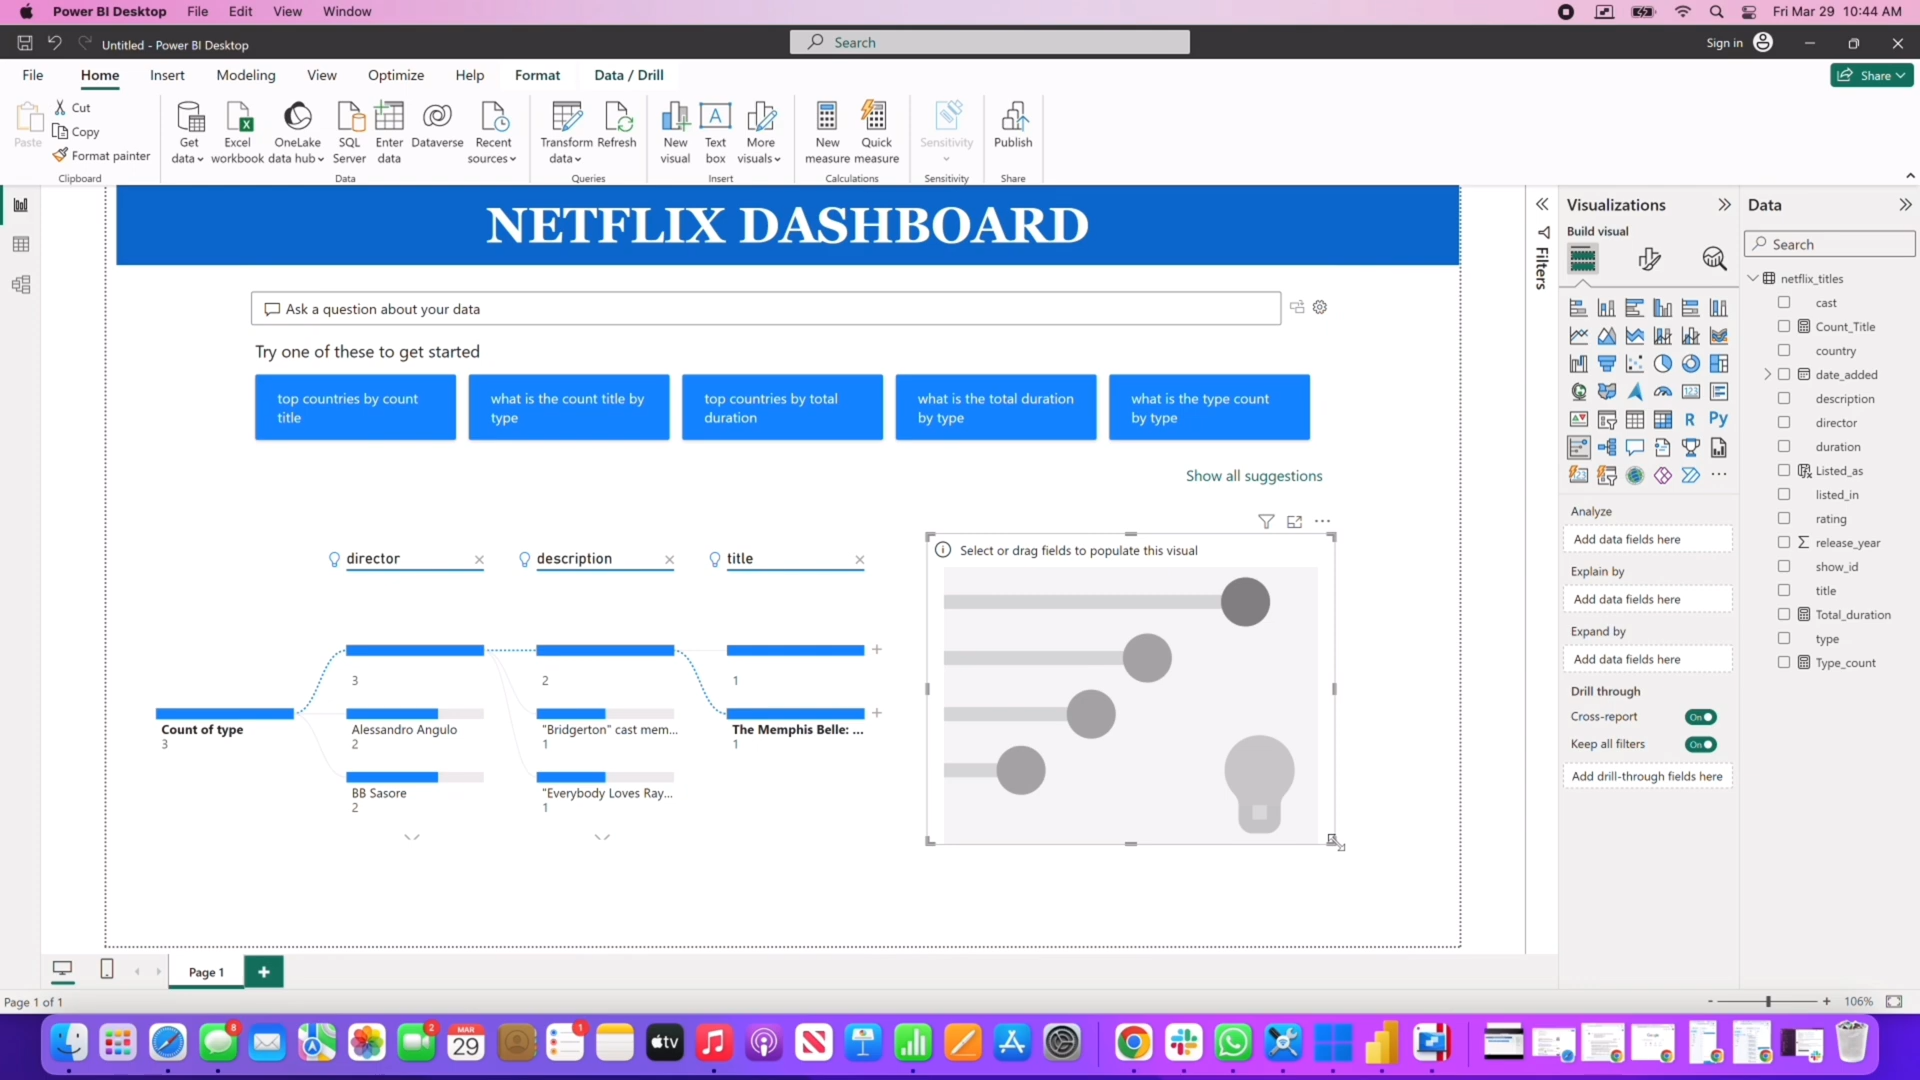 Power BI Desktop File Edit View Window Fri Mar 29 10:44 AM
Untitled - Power BI Desktop Search Sign in
File Home Insert Modeling View Optimize Help Format Data / Drill Share
Paste Cut Copy Format painter
Clipboard
Get data Excel workbook OneLake data hub SQL Server Enter data Dataverse Recent sources
Data
Transform data Refresh
Queries
New visual Text box More visuals
Insert
New measure Quick measure
Calculations
Sensitivity
Sensitivity
Publish
Share
NETFLIX DASHBOARD
Ask a question about your data
Try one of these to get started
top countries by count title
what is the count title by type
top countries by total duration
what is the total duration by type
what is the type count by type
Show all suggestions
director description title
3 2 1
Count of type
3
Alessandro Angulo
2
"Bridgerton" cast mem...
1
The Memphis Belle: ...
1
BB Sasore
2
"Everybody Loves Ray...
1
Select or drag fields to populate this visual
Filters
Visualizations
Build visual
R Py
123
Analyze
Add data fields here
Explain by
Add data fields here
Expand by
Add data fields here
Drill through
Cross-report On
Keep all filters On
Add drill-through fields here
Data
Search
netflix_titles
cast
Count_Title
country
date_added
description
director
duration
Listed_as
listed_in
rating
release_year
show_id
title
Total_duration
type
Type_count
Page 1
Page 1 of 1
106%
8
2
MAR
29
1
tv